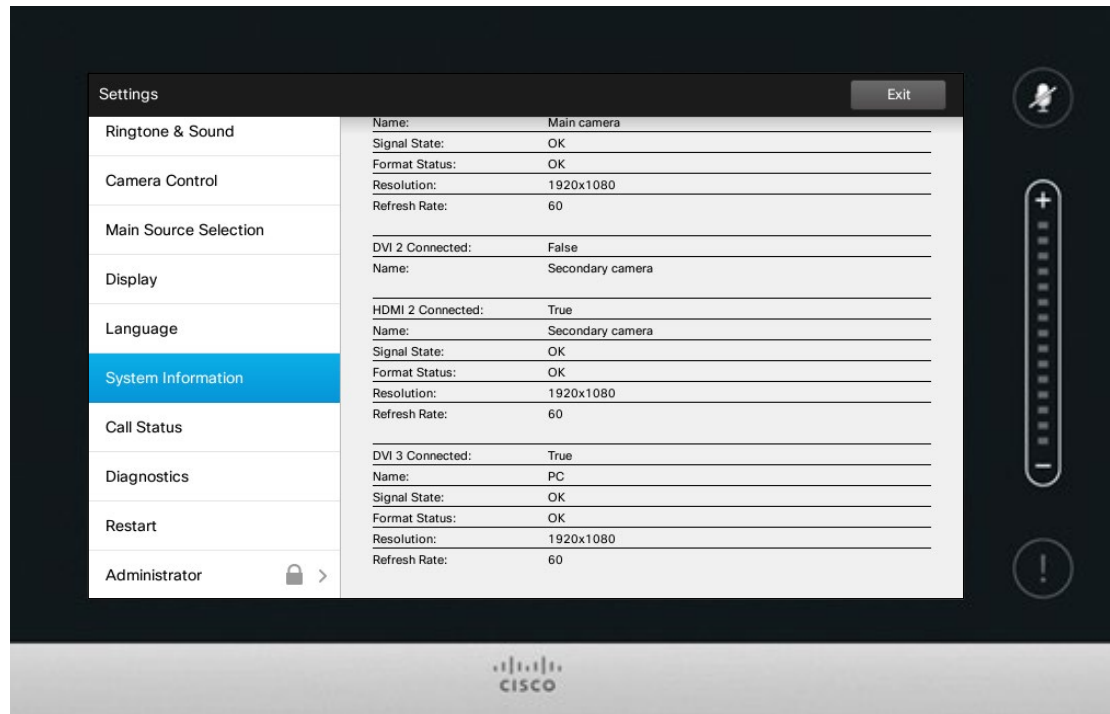 Settings
Exit
Ringtone & Sound
Camera Control
Main Source Selection
Display
Language
System Information
Call Status
Diagnostics
Restart
Administrator
Name: Main camera
Signal State: OK
Format Status: OK
Resolution: 1920x1080
Refresh Rate: 60
DVI 2 Connected: False
Name: Secondary camera
HDMI 2 Connected: True
Name: Secondary camera
Signal State: OK
Format Status: OK
Resolution: 1920x1080
Refresh Rate: 60
DVI 3 Connected: True
Name: PC
Signal State: OK
Format Status: OK
Resolution: 1920x1080
Refresh Rate: 60
+
−
!
CISCO